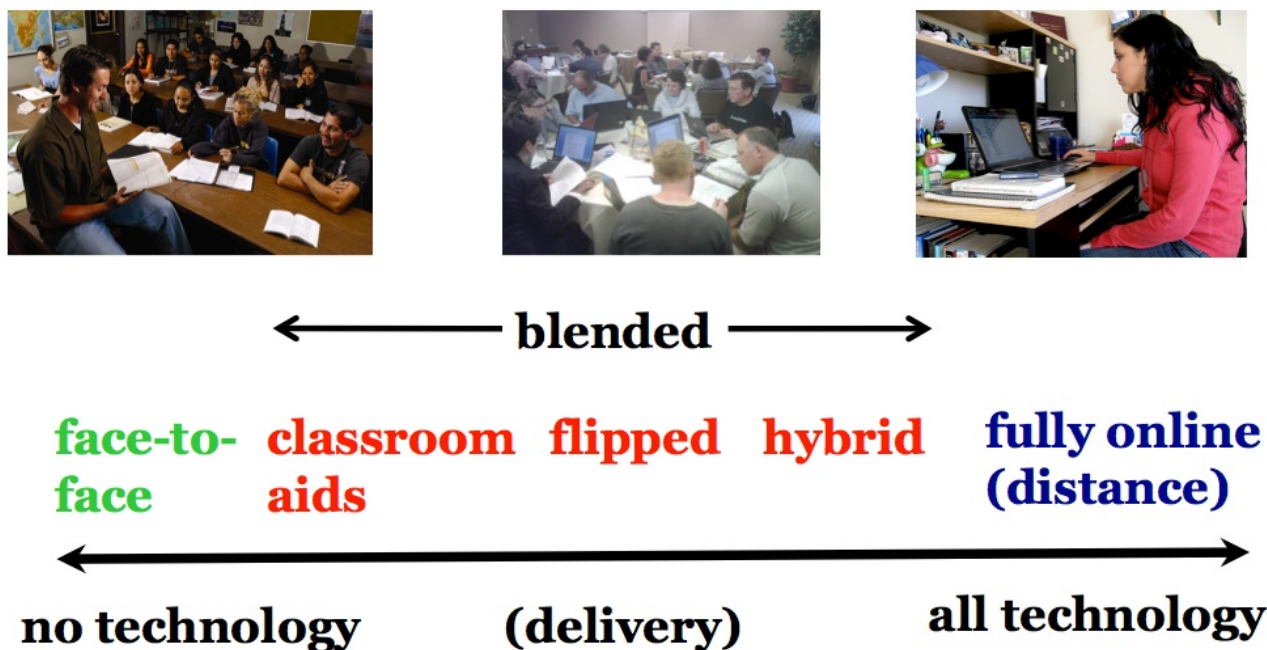 blended
face-to- classroom flipped hybrid fully online
face aids (distance)
no technology (delivery) all technology